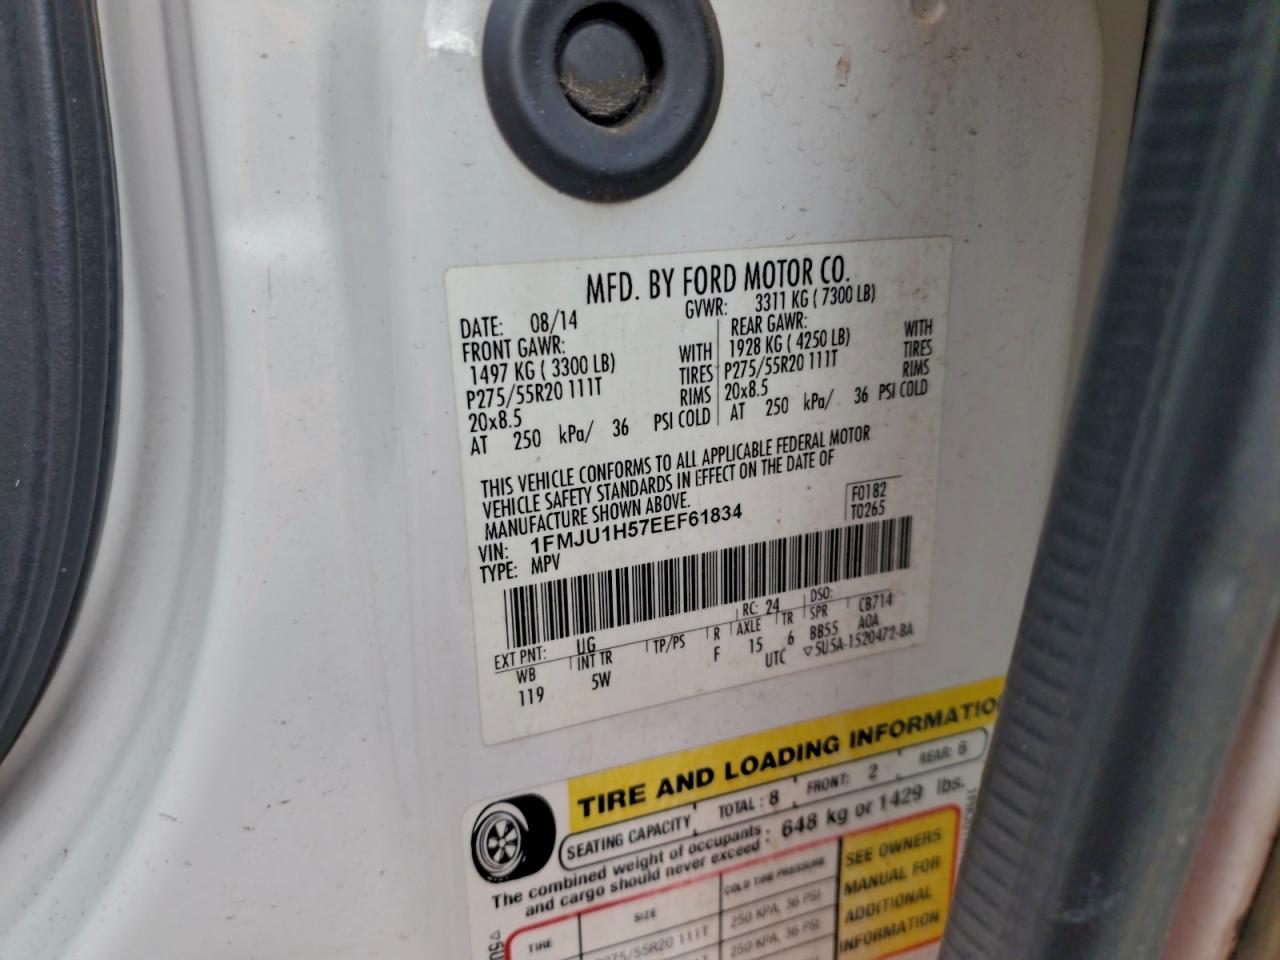 MFD. BY FORD MOTOR CO.
DATE: 08/14 GVWR: 3311 KG ( 7300 LB)
FRONT GAWR: REAR GAWR:
1497 KG ( 3300 LB) WITH 1928 KG ( 4250 LB) WITH
P275/55R20 111T TIRES P275/55R20 111T TIRES
20x8.5 RIMS 20x8.5 RIMS
AT 250 kPa/ 36 PSI COLD AT 250 kPa/ 36 PSI COLD
THIS VEHICLE CONFORMS TO ALL APPLICABLE FEDERAL MOTOR
VEHICLE SAFETY STANDARDS IN EFFECT ON THE DATE OF
MANUFACTURE SHOWN ABOVE.
F0182
T0265
VIN: 1FMJU1H57EEF61834
TYPE: MPV
EXT PNT: UG RC: 24 DSO: CB714
WB INT TR TP/PS R AXLE TR SPR A0A
119 5W F 15 6 BB55
UTC ▽5U5A-1520472-BA
TIRE AND LOADING INFORMATIO
SEATING CAPACITY TOTAL : 8 FRONT: 2 REAR: 6
The combined weight of occupants : 648 kg or 1429 lbs.
and cargo should never exceed :
TIRE SIZE COLD TIRE PRESSURE
P275/55R20 111T 250 KPA, 36 PSI
250 KPA, 36 PSI
SEE OWNERS
MANUAL FOR
ADDITIONAL
INFORMATION